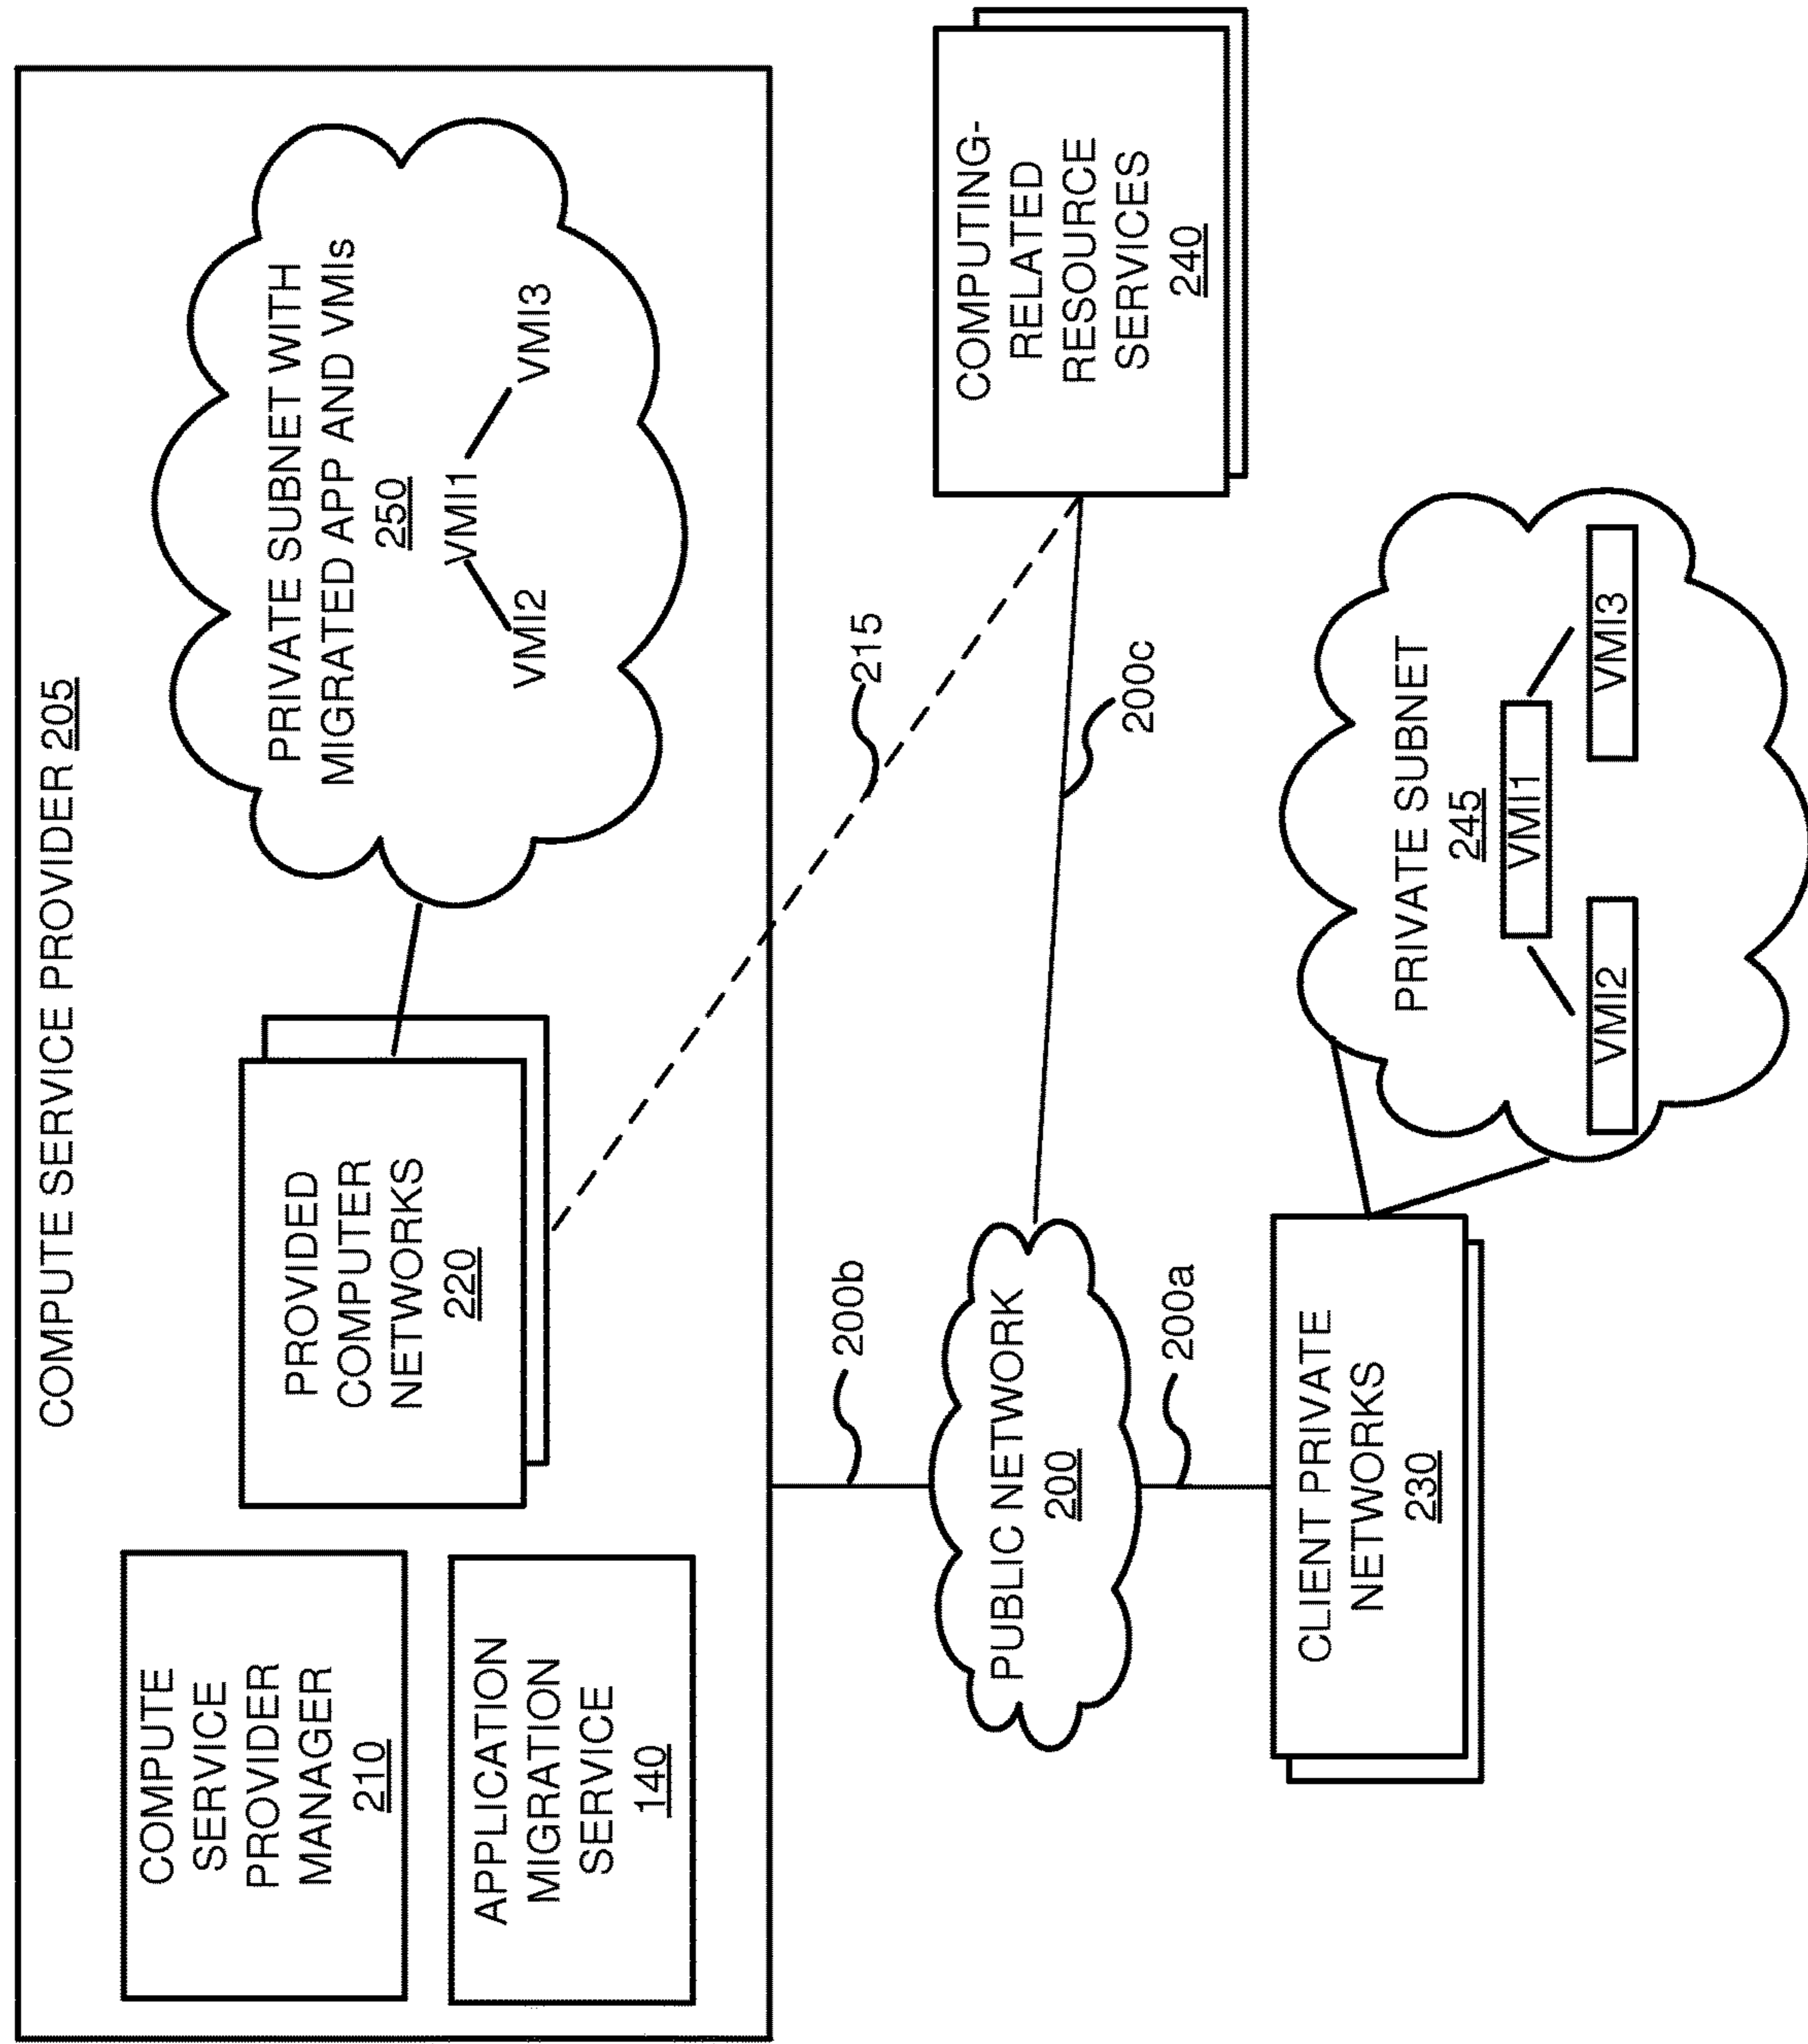 COMPUTE SERVICE PROVIDER 205
COMPUTE
SERVICE
PROVIDER
MANAGER
210
APPLICATION
MIGRATION
SERVICE
140
PROVIDED
COMPUTER
NETWORKS
220
PRIVATE SUBNET WITH
MIGRATED APP AND VMIs
250
VMI1
VMI2
VMI3
200b
215
PUBLIC NETWORK
200
200c
200a
COMPUTING-
RELATED
RESOURCE
SERVICES
240
CLIENT PRIVATE
NETWORKS
230
PRIVATE SUBNET
245
VMI1
VMI2
VMI3